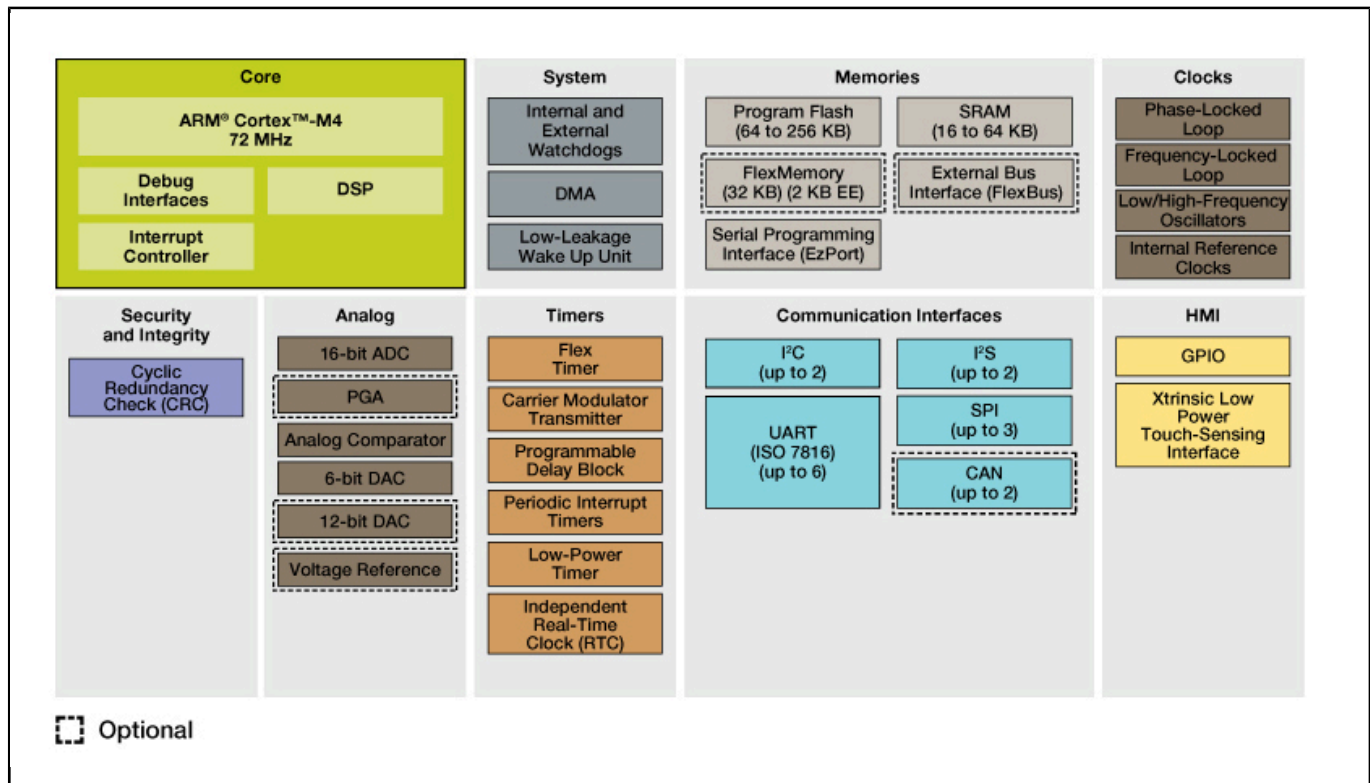 Core
ARM® Cortex™-M4
72 MHz
Debug
Interfaces
DSP
Interrupt
Controller
System
Internal and
External
Watchdogs
DMA
Low-Leakage
Wake Up Unit
Memories
Program Flash
(64 to 256 KB)
SRAM
(16 to 64 KB)
FlexMemory
(32 KB) (2 KB EE)
External Bus
Interface (FlexBus)
Serial Programming
Interface (EzPort)
Clocks
Phase-Locked
Loop
Frequency-Locked
Loop
Low/High-Frequency
Oscillators
Internal Reference
Clocks
Security
and Integrity
Cyclic
Redundancy
Check (CRC)
Analog
16-bit ADC
PGA
Analog Comparator
6-bit DAC
12-bit DAC
Voltage Reference
Timers
Flex
Timer
Carrier Modulator
Transmitter
Programmable
Delay Block
Periodic Interrupt
Timers
Low-Power
Timer
Independent
Real-Time
Clock (RTC)
Communication Interfaces
I²C
(up to 2)
I²S
(up to 2)
UART
(ISO 7816)
(up to 6)
SPI
(up to 3)
CAN
(up to 2)
HMI
GPIO
Xtrinsic Low
Power
Touch-Sensing
Interface
Optional